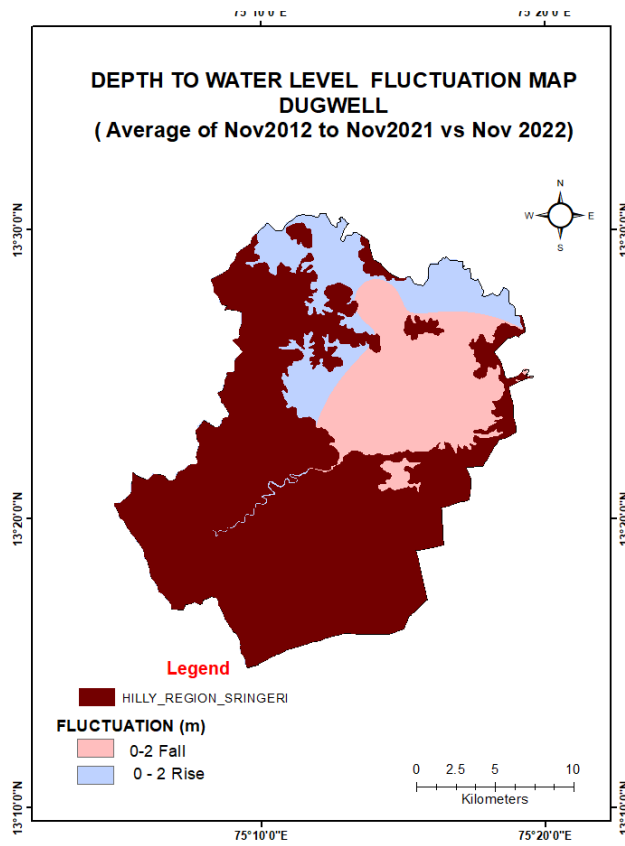 75°10'0"E 75°20'0"E
DEPTH TO WATER LEVEL FLUCTUATION MAP
DUGWELL
( Average of Nov2012 to Nov2021 vs Nov 2022)
N
W E
S
13°30'0"N 13°30'0"N
13°20'0"N 13°20'0"N
Legend
HILLY_REGION_SRINGERI
FLUCTUATION (m)
0-2 Fall
0 - 2 Rise
0 2.5 5 10
Kilometers
13°10'0"N 13°10'0"N
75°10'0"E 75°20'0"E